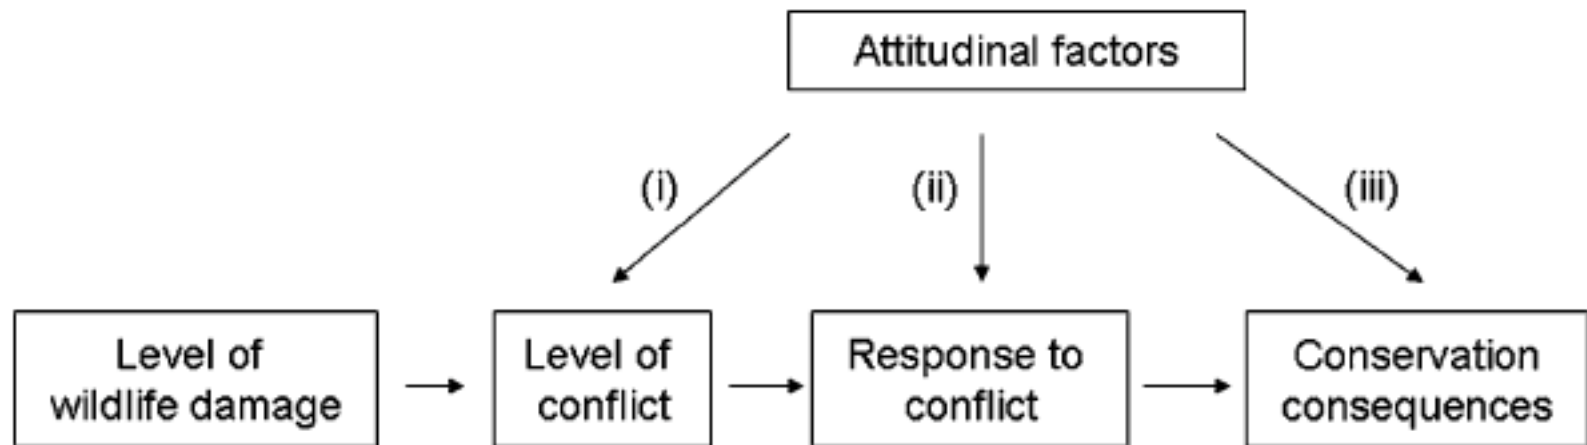 Attitudinal factors
(i)
(ii)
(iii)
Level of
wildlife damage
Level of
conflict
Response to
conflict
Conservation
consequences